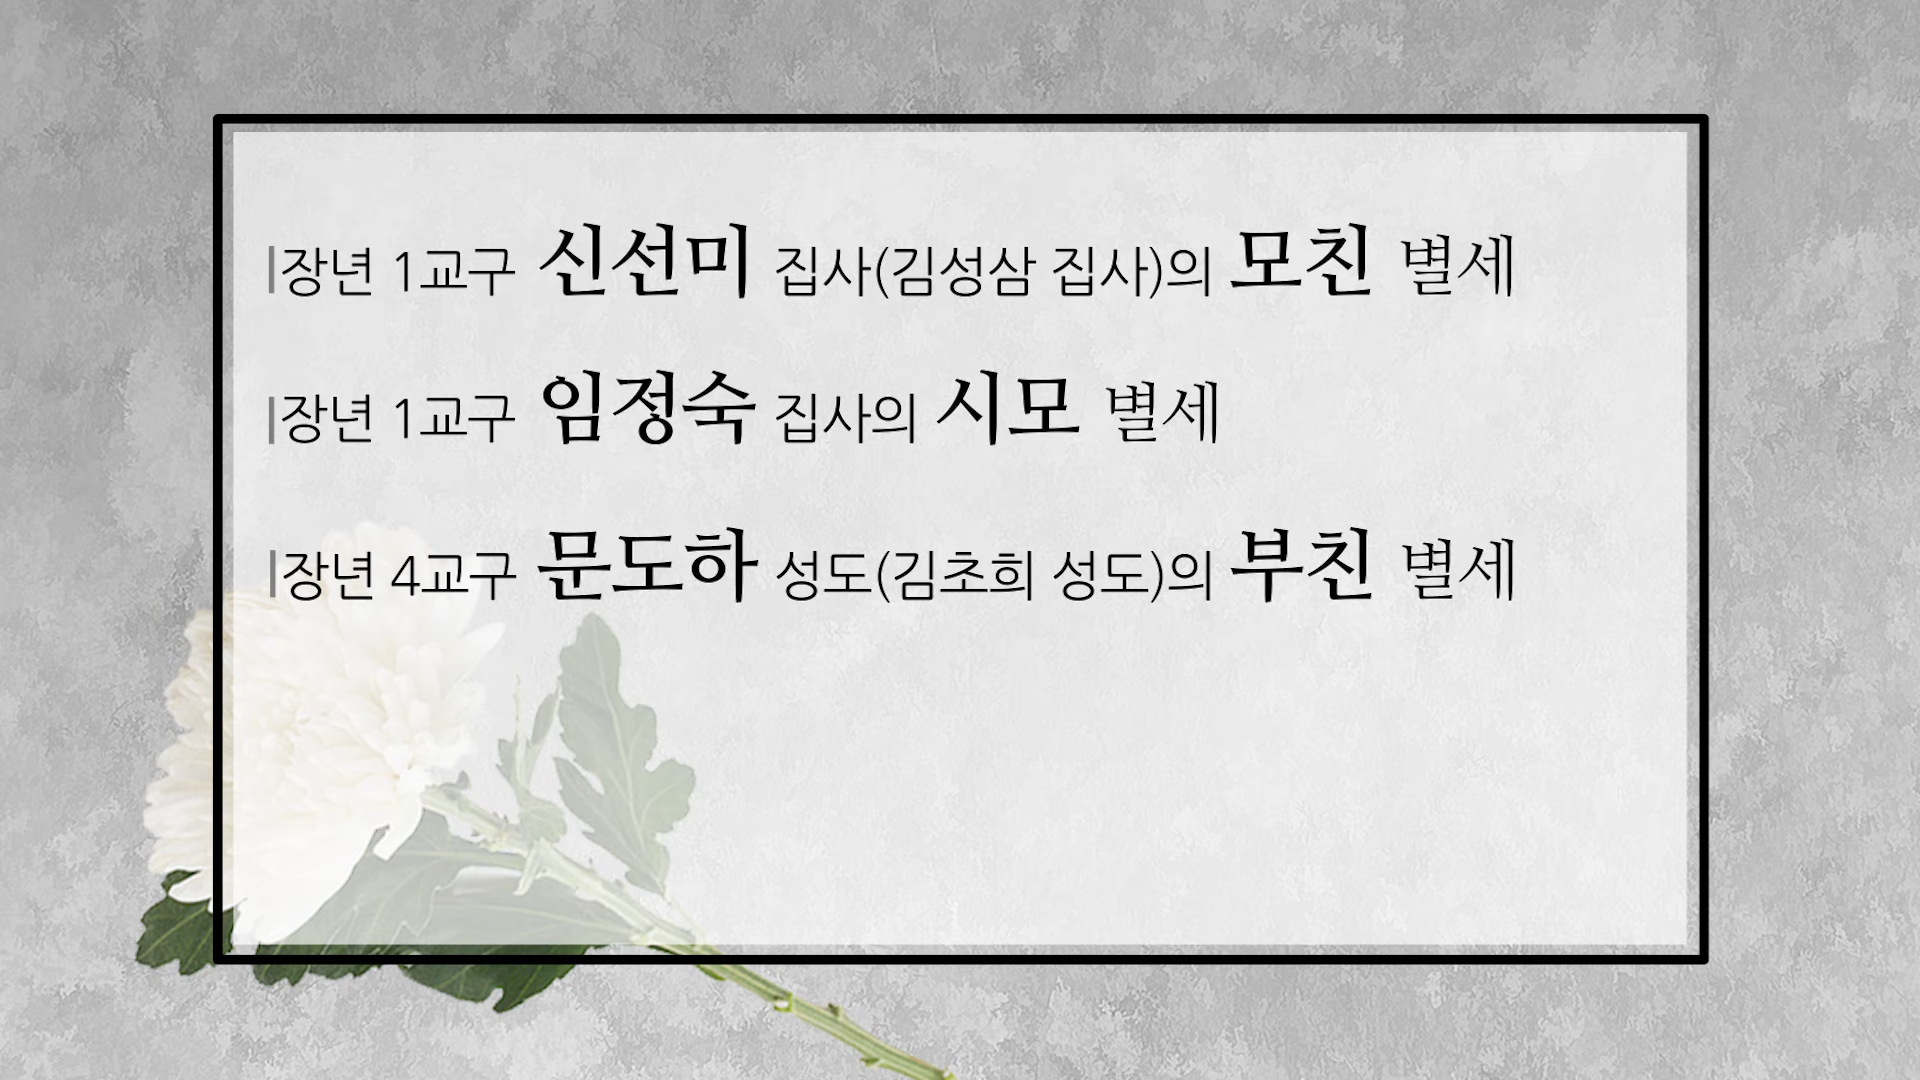 |장년 1교구 신선미 집사(김성삼 집사)의 모친 별세
|장년 1교구 임정숙 집사의 시모 별세
|장년 4교구 문도하 성도(김초희 성도)의 부친 별세